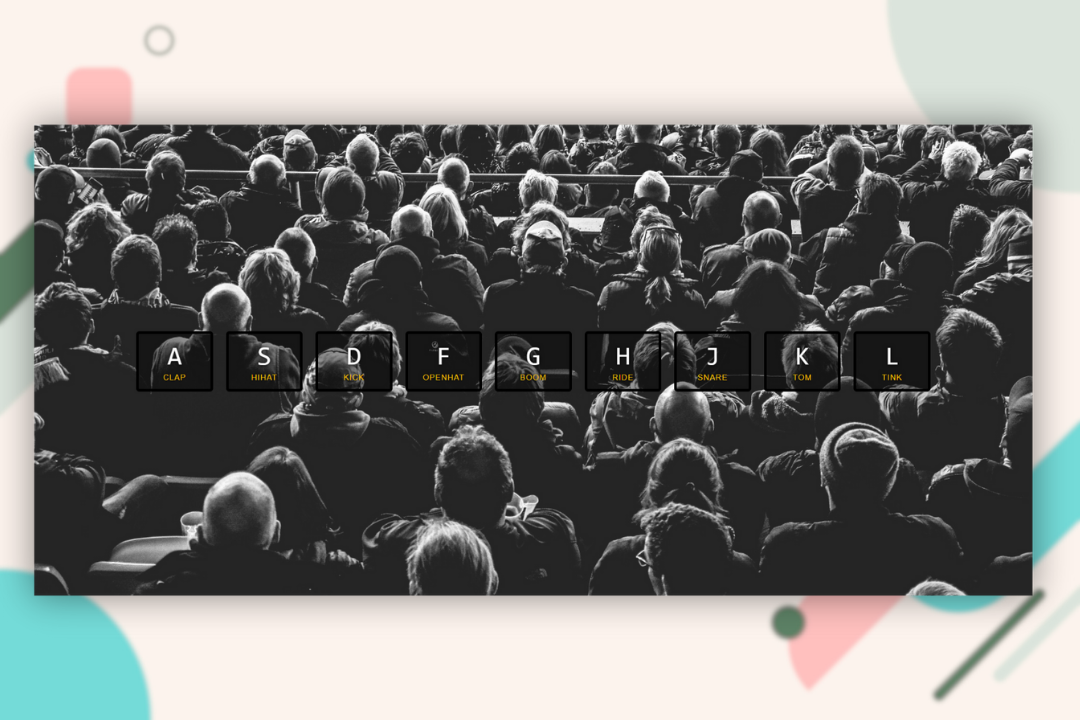 A S D F G H J K L
CLAP HIHAT KICK OPENHAT BOOM RIDE SNARE TOM TINK